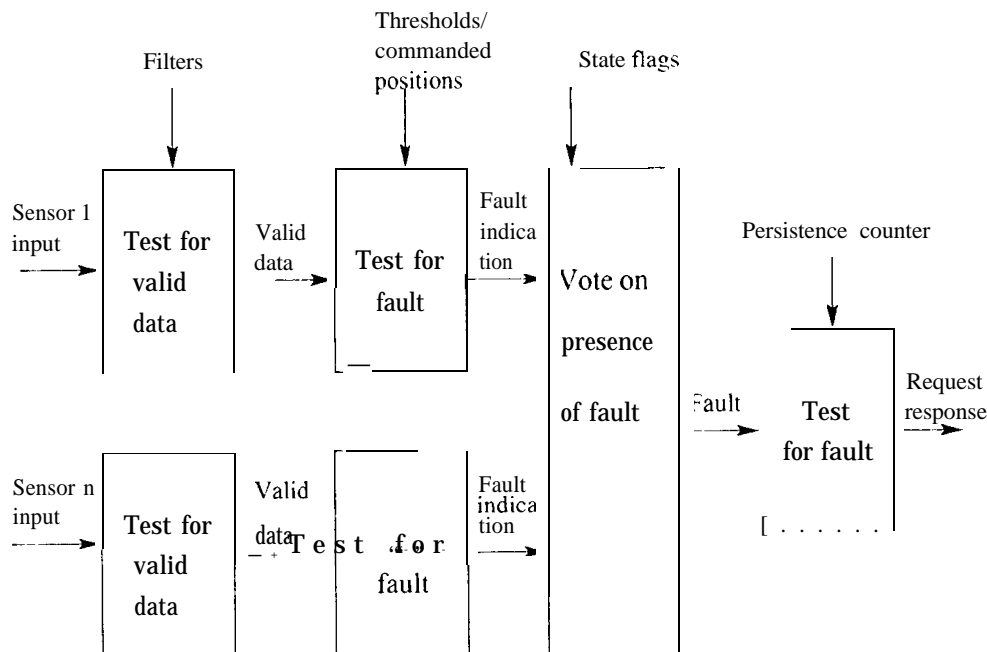 Thresholds/
commanded
positions
Filters
State flags
Sensor 1
input
Test for
valid
data
Valid
data
Test for
fault
Fault
indica
tion
Vote on
presence
of fault
Persistence counter
Fault
Test
for fault
Request
response
Sensor n
input
Test for
valid
data
Valid
data
Test for
fault
Fault
indica
tion